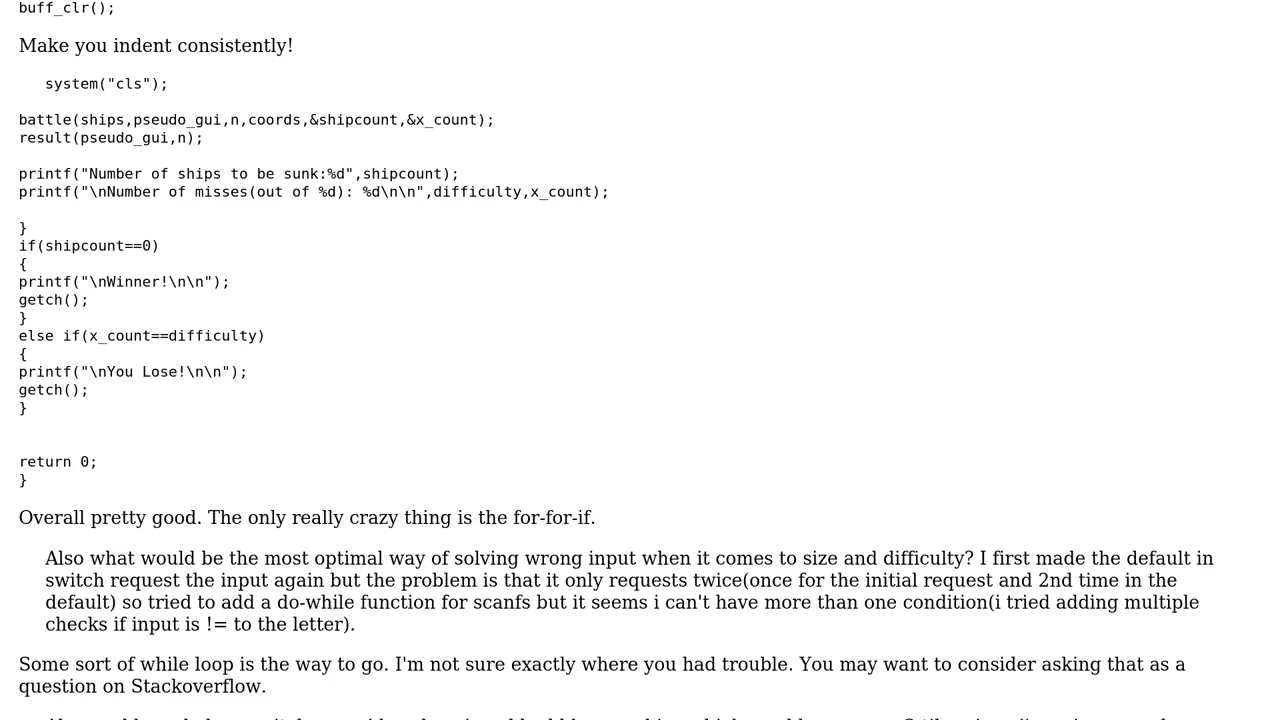 buff_clr();
Make you indent consistently!
system("cls");
battle(ships,pseudo_gui,n,coords,&shipcount,&x_count);
result(pseudo_gui,n);
printf("Number of ships to be sunk:%d",shipcount);
printf("\nNumber of misses(out of %d): %d\n\n",difficulty,x_count);
}
if(shipcount==0)
{
printf("\nWinner!\n\n");
getch();
}
else if(x_count==difficulty)
{
printf("\nYou Lose!\n\n");
getch();
}
return 0;
}
Overall pretty good. The only really crazy thing is the for-for-if.
Also what would be the most optimal way of solving wrong input when it comes to size and difficulty? I first made the default in
switch request the input again but the problem is that it only requests twice(once for the initial request and 2nd time in the
default) so tried to add a do-while function for scanfs but it seems i can't have more than one condition(i tried adding multiple
checks if input is != to the letter).
Some sort of while loop is the way to go. I'm not sure exactly where you had trouble. You may want to consider asking that as a
question on Stackoverflow.